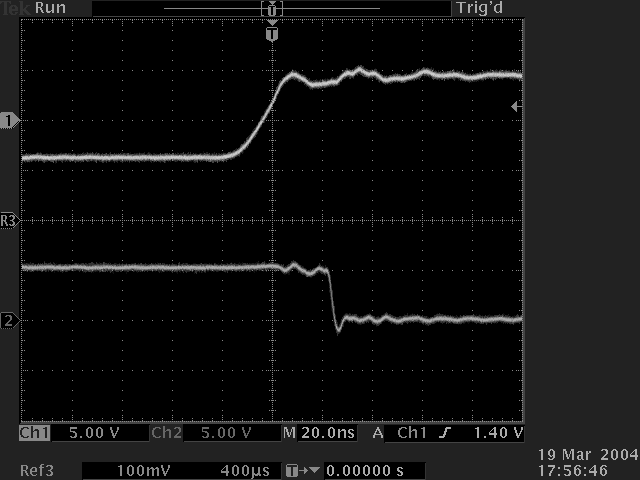 Tek Run Trig'd
T
T
1
R3
2
Ch1 5.00 V Ch2 5.00 V M 20.0ns A Ch1 1.40 V
19 Mar 2004
Ref3 100mV 400µs T 0.00000 s 17:56:46